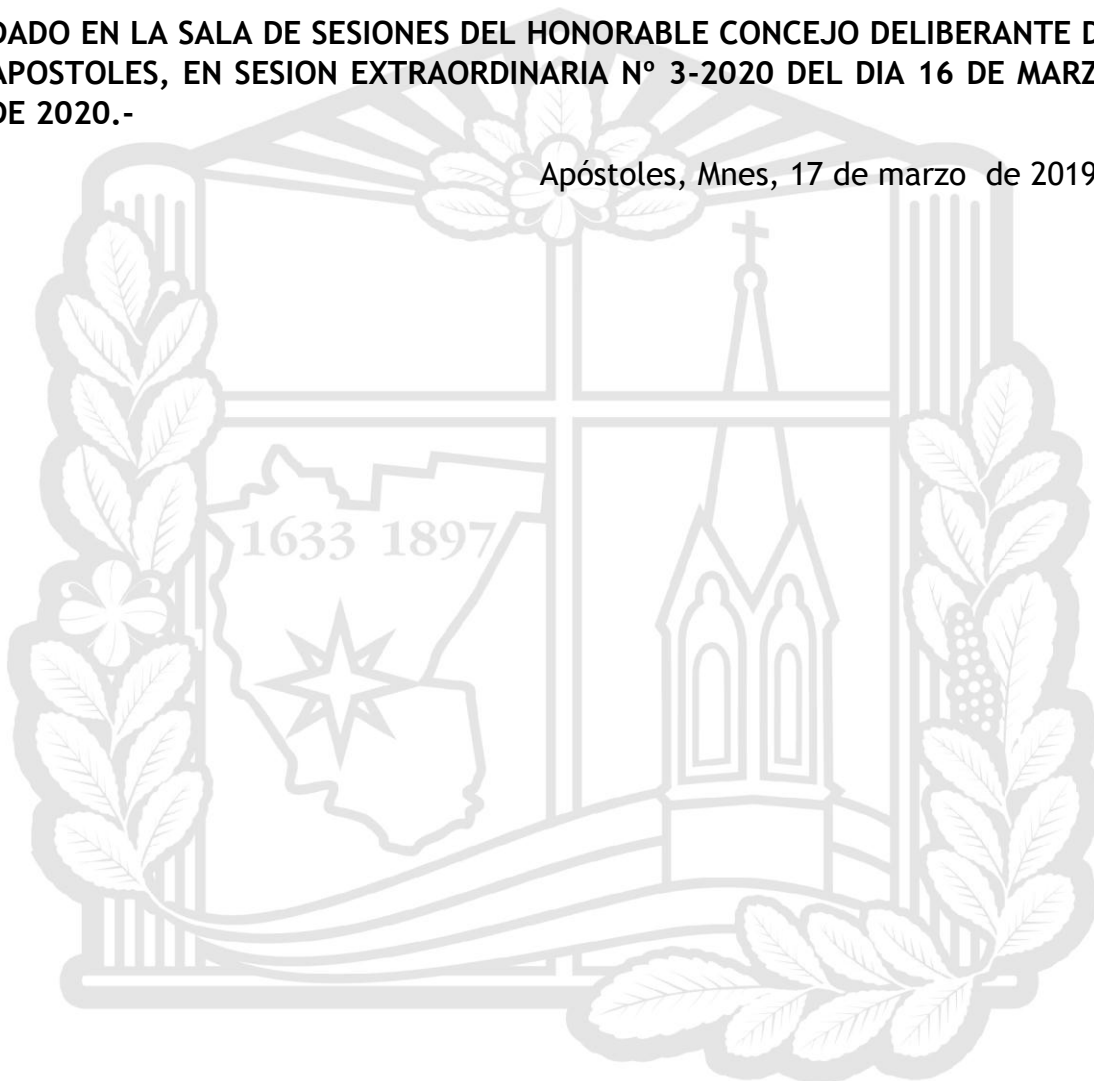 DADO EN LA SALA DE SESIONES DEL HONORABLE CONCEJO DELIBERANTE D
APOSTOLES, EN SESION EXTRAORDINARIA Nº 3-2020 DEL DIA 16 DE MARZ
DE 2020.-
Apóstoles, Mnes, 17 de marzo de 2019
1633 1897